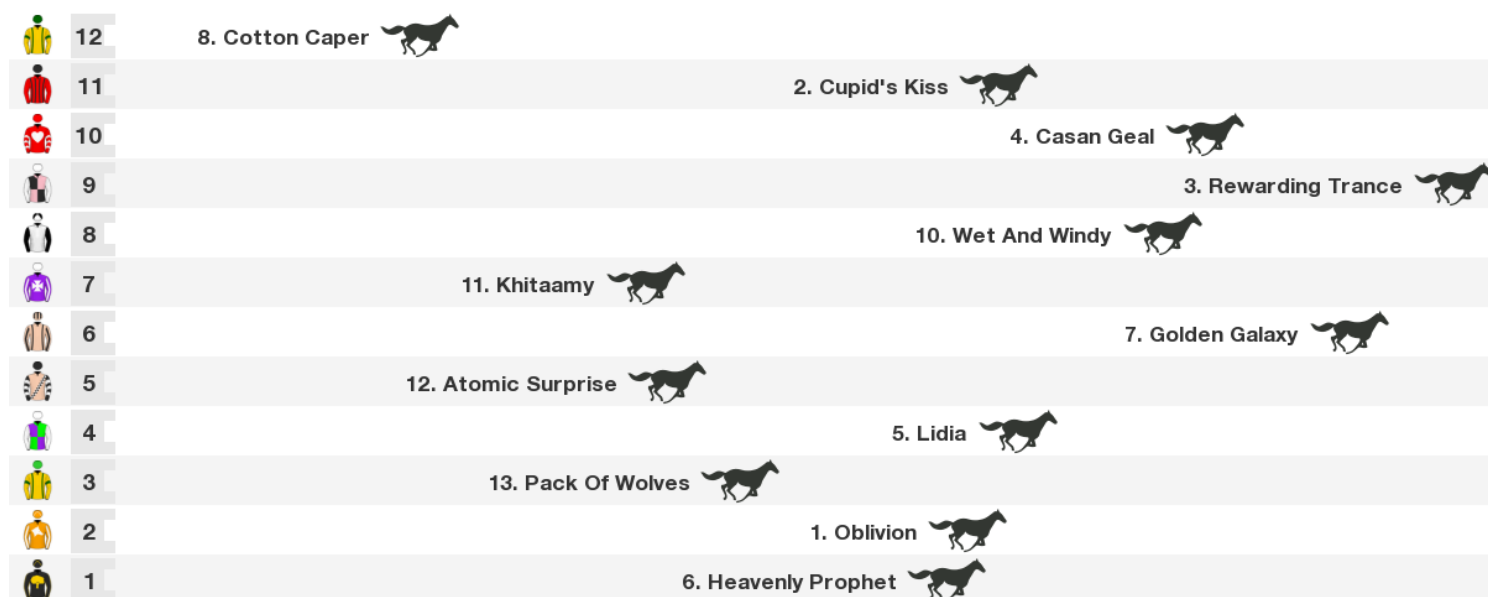 12 8. Cotton Caper
11 2. Cupid's Kiss
10 4. Casan Geal
9 3. Rewarding Trance
8 10. Wet And Windy
7 11. Khitaamy
6 7. Golden Galaxy
5 12. Atomic Surprise
4 5. Lidia
3 13. Pack Of Wolves
2 1. Oblivion
1 6. Heavenly Prophet